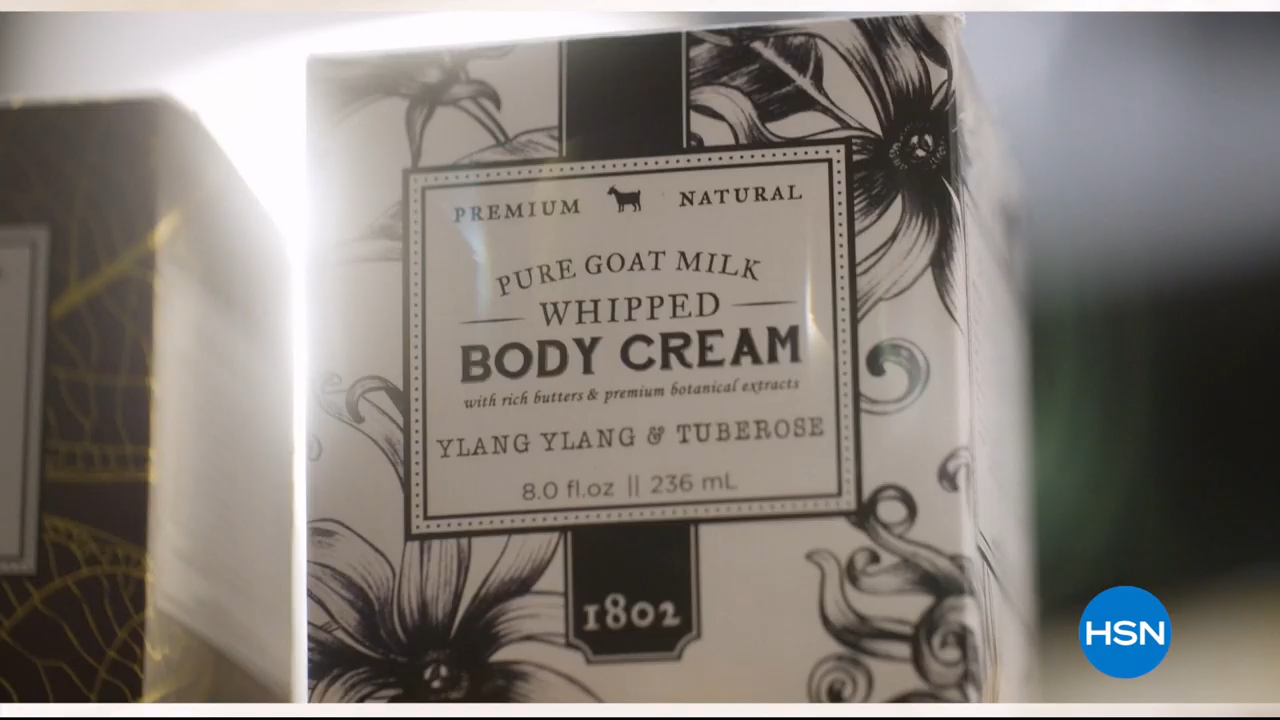 PREMIUM NATURAL
PURE GOAT MILK
WHIPPED
BODY CREAM
with rich butters & premium botanical extracts
YLANG YLANG & TUBEROSE
8.0 fl.oz || 236 mL
1802
HSN